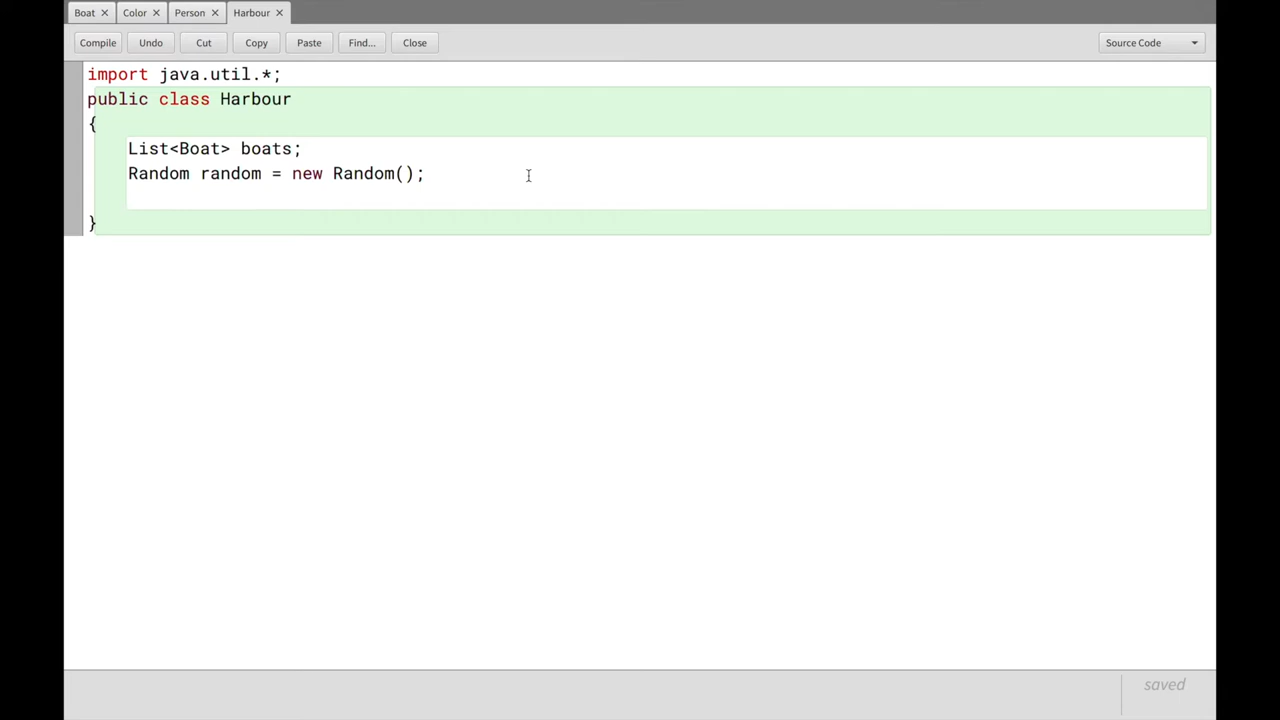 Boat × Color × Person × Harbour ×
Compile Undo Cut Copy Paste Find... Close Source Code
import java.util.*;
public class Harbour
{
List<Boat> boats;
Random random = new Random();
}
saved